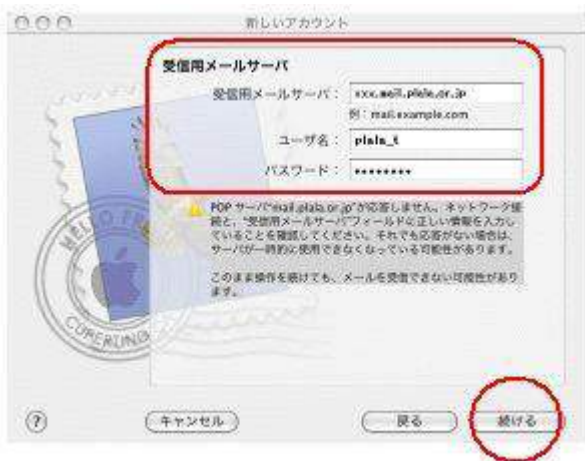 新しいアカウント
受信用メールサーバ
受信用メールサーバ： xxx.mail.plala.or.jp
例：mail.example.com
ユーザ名： plala_t
パスワード： ••••••••
POP サーバ"mail.plala.or.jp"が応答しません。ネットワーク接
続と、"受信用メールサーバ"フィールドに正しい情報を入力し
ていることを確認してください。それでも応答がない場合は、
サーバが一時的に使用できなくなっている可能性があります。
このまま操作を続けても、メールを受信できない可能性があり
ます。
HELLO FR
CUPERTINO
? キャンセル 戻る 続ける